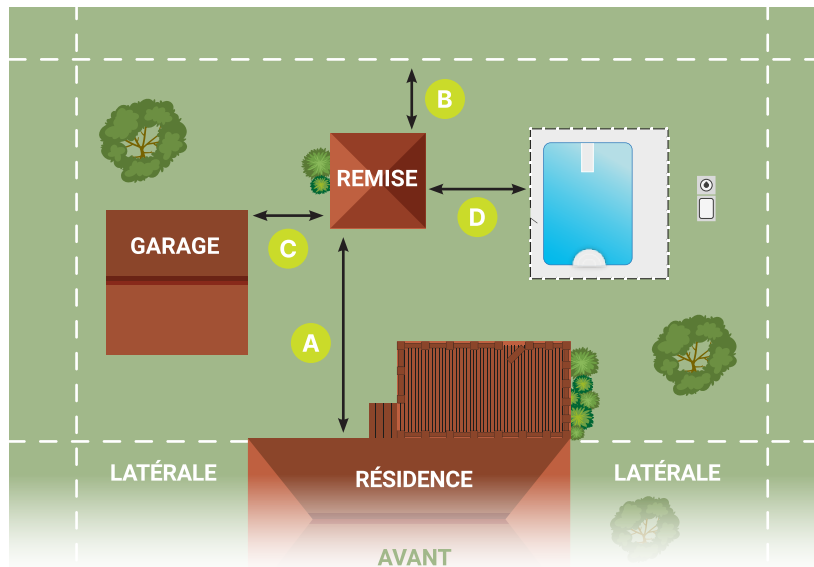 B
REMISE
D
GARAGE
C
A
LATÉRALE
RÉSIDENCE
LATÉRALE
AVANT